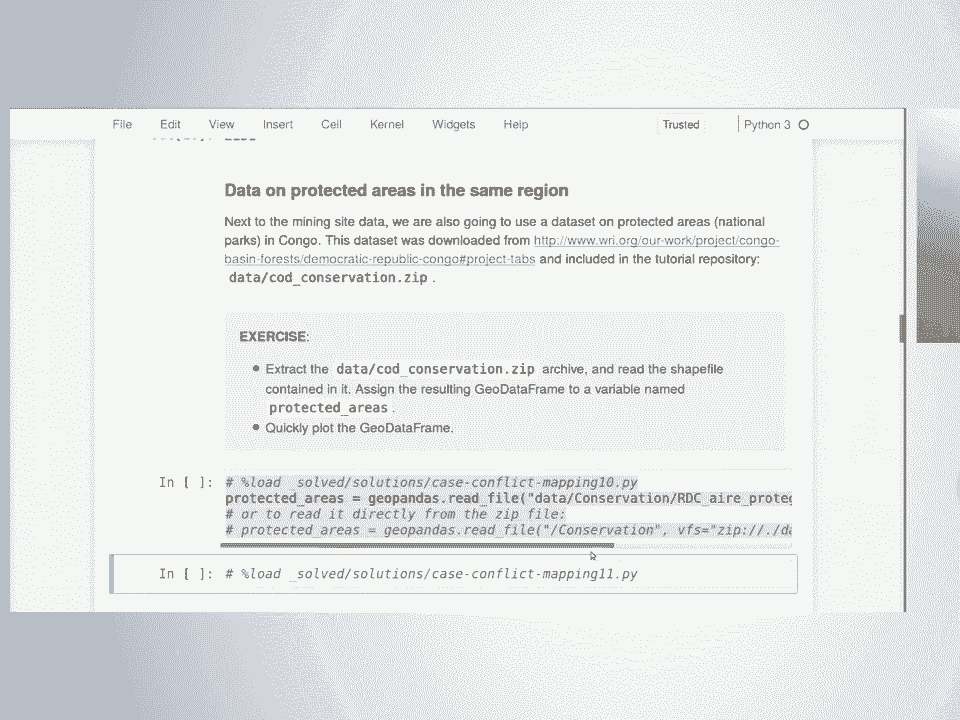 File Edit View Insert Cell Kernel Widgets Help Trusted Python 3
Data on protected areas in the same region
Next to the mining site data, we are also going to use a dataset on protected areas (national
parks) in Congo. This dataset was downloaded from http://www.wri.org/our-work/project/congo-
basin-forests/democratic-republic-congo#project-tabs and included in the tutorial repository:
data/cod_conservation.zip .
EXERCISE:
● Extract the data/cod_conservation.zip archive, and read the shapefile
contained in it. Assign the resulting GeoDataFrame to a variable named
protected_areas .
● Quickly plot the GeoDataFrame.
In [ ]: # %load _solved/solutions/case-conflict-mapping10.py
protected_areas = geopandas.read_file("data/Conservation/RDC_aire_proteg
# or to read it directly from the zip file:
# protected_areas = geopandas.read_file("/Conservation", vfs="zip://./da
In [ ]: # %load _solved/solutions/case-conflict-mapping11.py